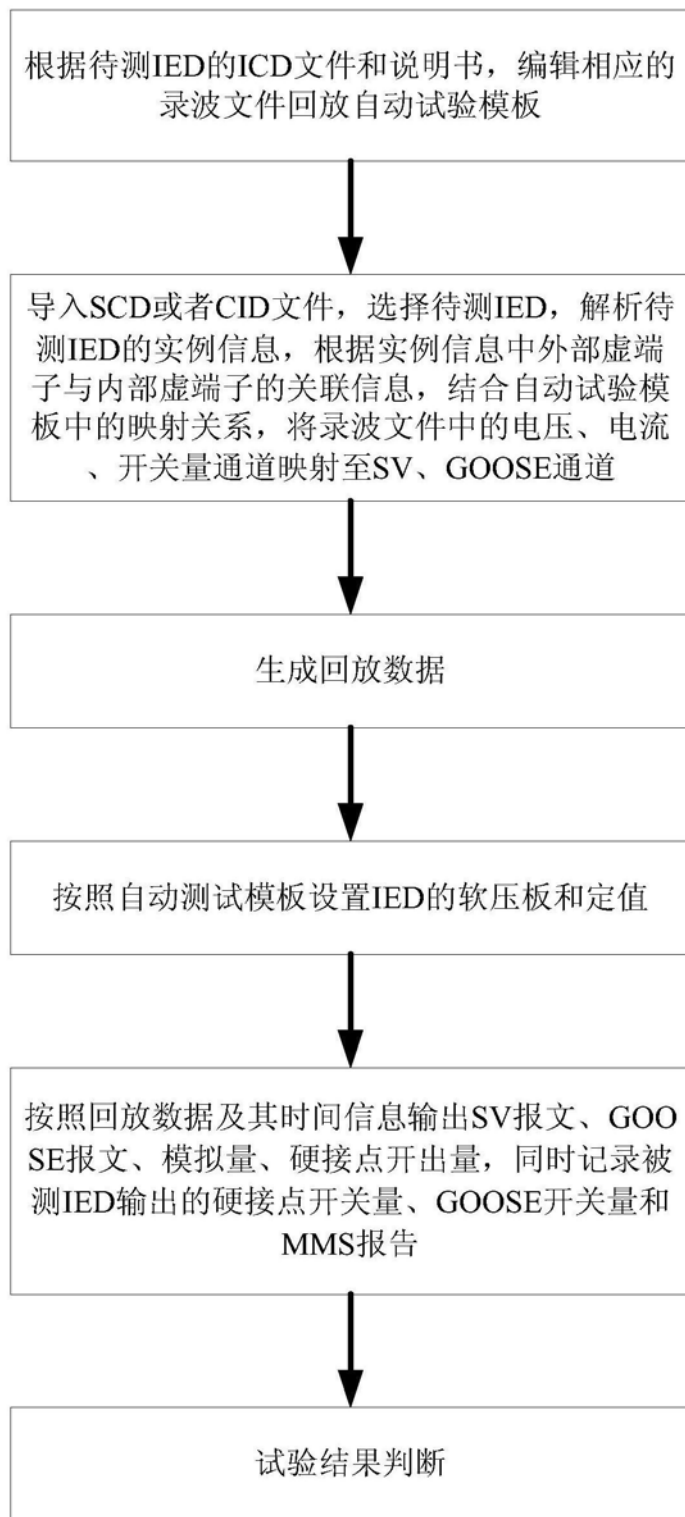 根据待测IED的ICD文件和说明书，编辑相应的
录波文件回放自动试验模板
导入SCD或者CID文件，选择待测IED，解析待
测IED的实例信息，根据实例信息中外部虚端
子与内部虚端子的关联信息，结合自动试验模
板中的映射关系，将录波文件中的电压、电流
、开关量通道映射至SV、GOOSE通道
生成回放数据
按照自动测试模板设置IED的软压板和定值
按照回放数据及其时间信息输出SV报文、GOO
SE报文、模拟量、硬接点开出量，同时记录被
测IED输出的硬接点开关量、GOOSE开关量和
MMS报告
试验结果判断